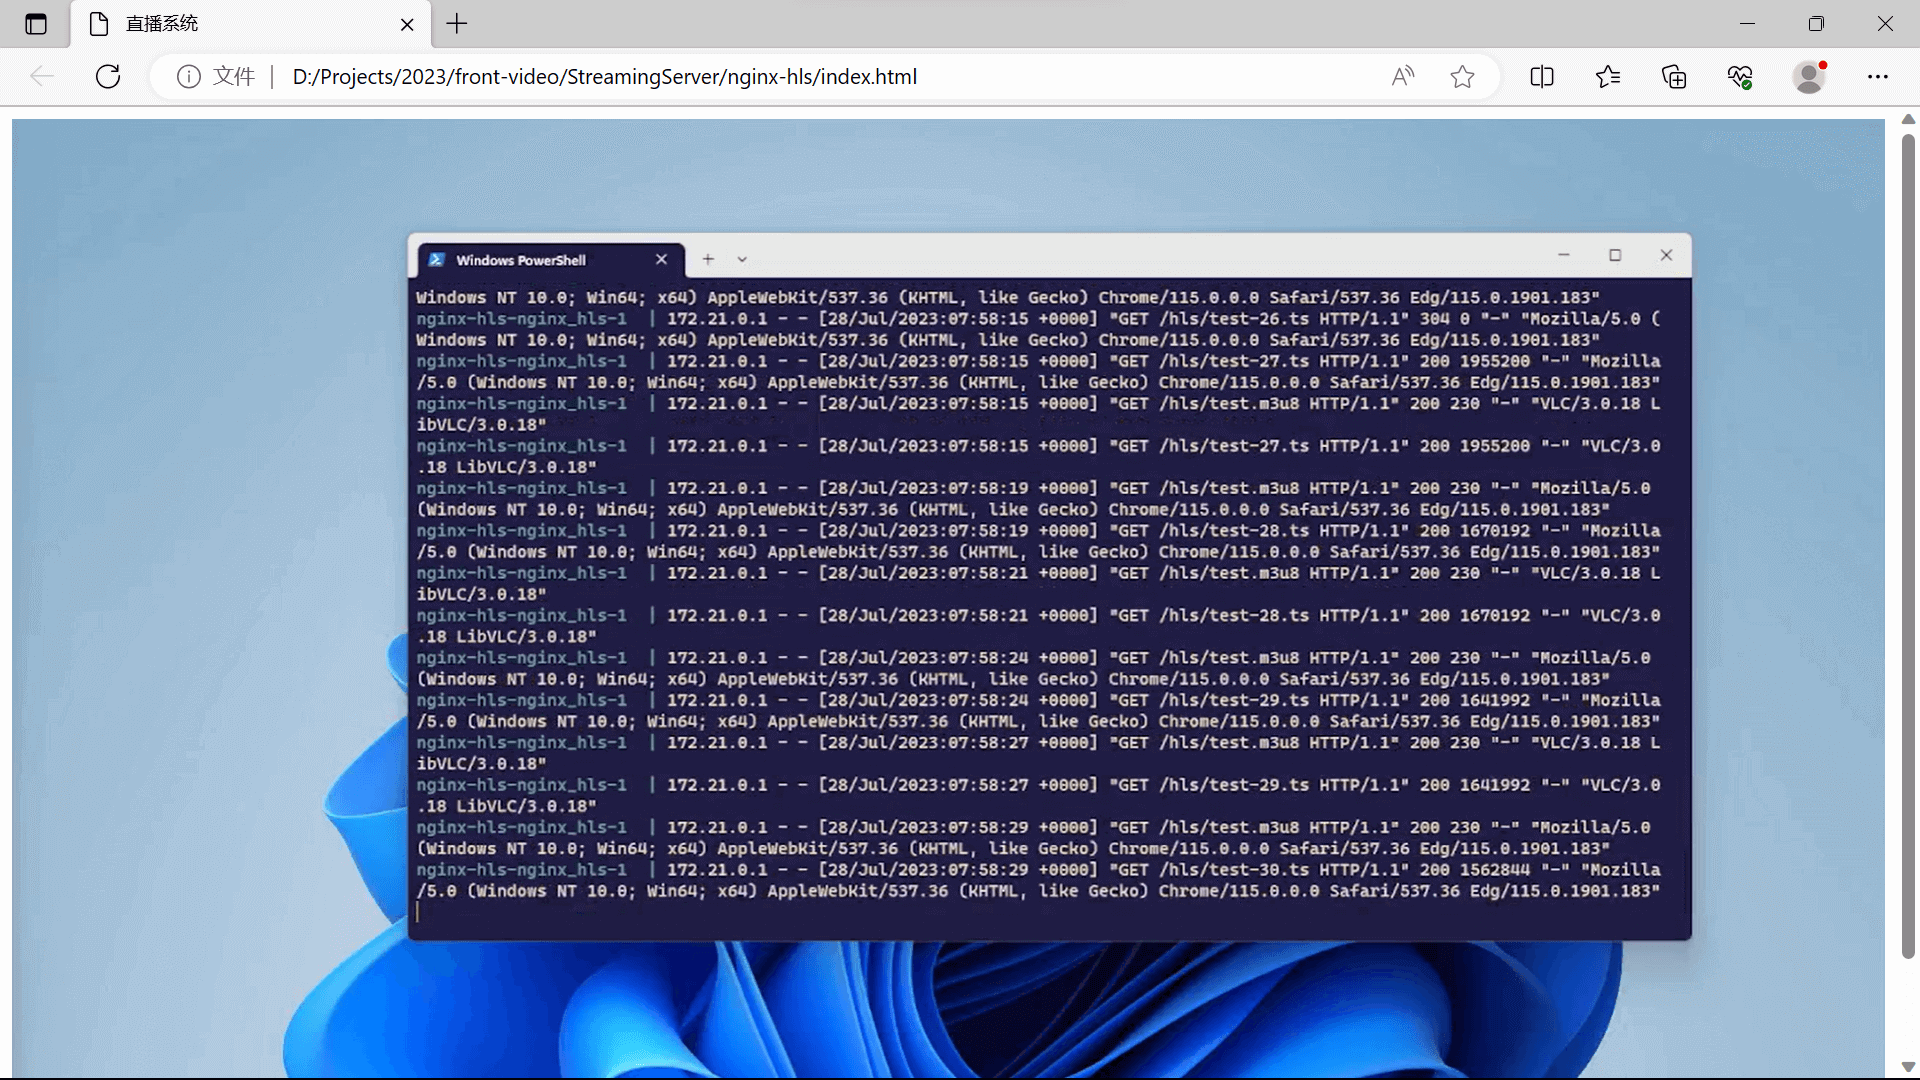 直播系统
文件 | D:/Projects/2023/front-video/StreamingServer/nginx-hls/index.html
Windows PowerShell
Windows NT 10.0; Win64; x64) AppleWebKit/537.36 (KHTML, like Gecko) Chrome/115.0.0.0 Safari/537.36 Edg/115.0.1901.183"
nginx-hls-nginx_hls-1  | 172.21.0.1 - - [28/Jul/2023:07:58:15 +0000] "GET /hls/test-26.ts HTTP/1.1" 304 0 "-" "Mozilla/5.0 (
Windows NT 10.0; Win64; x64) AppleWebKit/537.36 (KHTML, like Gecko) Chrome/115.0.0.0 Safari/537.36 Edg/115.0.1901.183"
nginx-hls-nginx_hls-1  | 172.21.0.1 - - [28/Jul/2023:07:58:15 +0000] "GET /hls/test-27.ts HTTP/1.1" 200 1955200 "-" "Mozilla
/5.0 (Windows NT 10.0; Win64; x64) AppleWebKit/537.36 (KHTML, like Gecko) Chrome/115.0.0.0 Safari/537.36 Edg/115.0.1901.183"
nginx-hls-nginx_hls-1  | 172.21.0.1 - - [28/Jul/2023:07:58:15 +0000] "GET /hls/test.m3u8 HTTP/1.1" 200 230 "-" "VLC/3.0.18 L
ibVLC/3.0.18"
nginx-hls-nginx_hls-1  | 172.21.0.1 - - [28/Jul/2023:07:58:15 +0000] "GET /hls/test-27.ts HTTP/1.1" 200 1955200 "-" "VLC/3.0
.18 LibVLC/3.0.18"
nginx-hls-nginx_hls-1  | 172.21.0.1 - - [28/Jul/2023:07:58:19 +0000] "GET /hls/test.m3u8 HTTP/1.1" 200 230 "-" "Mozilla/5.0
(Windows NT 10.0; Win64; x64) AppleWebKit/537.36 (KHTML, like Gecko) Chrome/115.0.0.0 Safari/537.36 Edg/115.0.1901.183"
nginx-hls-nginx_hls-1  | 172.21.0.1 - - [28/Jul/2023:07:58:19 +0000] "GET /hls/test-28.ts HTTP/1.1" 200 1670192 "-" "Mozilla
/5.0 (Windows NT 10.0; Win64; x64) AppleWebKit/537.36 (KHTML, like Gecko) Chrome/115.0.0.0 Safari/537.36 Edg/115.0.1901.183"
nginx-hls-nginx_hls-1  | 172.21.0.1 - - [28/Jul/2023:07:58:21 +0000] "GET /hls/test.m3u8 HTTP/1.1" 200 230 "-" "VLC/3.0.18 L
ibVLC/3.0.18"
nginx-hls-nginx_hls-1  | 172.21.0.1 - - [28/Jul/2023:07:58:21 +0000] "GET /hls/test-28.ts HTTP/1.1" 200 1670192 "-" "VLC/3.0
.18 LibVLC/3.0.18"
nginx-hls-nginx_hls-1  | 172.21.0.1 - - [28/Jul/2023:07:58:24 +0000] "GET /hls/test.m3u8 HTTP/1.1" 200 230 "-" "Mozilla/5.0
(Windows NT 10.0; Win64; x64) AppleWebKit/537.36 (KHTML, like Gecko) Chrome/115.0.0.0 Safari/537.36 Edg/115.0.1901.183"
nginx-hls-nginx_hls-1  | 172.21.0.1 - - [28/Jul/2023:07:58:24 +0000] "GET /hls/test-29.ts HTTP/1.1" 200 1641992 "-" "Mozilla
/5.0 (Windows NT 10.0; Win64; x64) AppleWebKit/537.36 (KHTML, like Gecko) Chrome/115.0.0.0 Safari/537.36 Edg/115.0.1901.183"
nginx-hls-nginx_hls-1  | 172.21.0.1 - - [28/Jul/2023:07:58:27 +0000] "GET /hls/test.m3u8 HTTP/1.1" 200 230 "-" "VLC/3.0.18 L
ibVLC/3.0.18"
nginx-hls-nginx_hls-1  | 172.21.0.1 - - [28/Jul/2023:07:58:27 +0000] "GET /hls/test-29.ts HTTP/1.1" 200 1641992 "-" "VLC/3.0
.18 LibVLC/3.0.18"
nginx-hls-nginx_hls-1  | 172.21.0.1 - - [28/Jul/2023:07:58:29 +0000] "GET /hls/test.m3u8 HTTP/1.1" 200 230 "-" "Mozilla/5.0
(Windows NT 10.0; Win64; x64) AppleWebKit/537.36 (KHTML, like Gecko) Chrome/115.0.0.0 Safari/537.36 Edg/115.0.1901.183"
nginx-hls-nginx_hls-1  | 172.21.0.1 - - [28/Jul/2023:07:58:29 +0000] "GET /hls/test-30.ts HTTP/1.1" 200 1562844 "-" "Mozilla
/5.0 (Windows NT 10.0; Win64; x64) AppleWebKit/537.36 (KHTML, like Gecko) Chrome/115.0.0.0 Safari/537.36 Edg/115.0.1901.183"